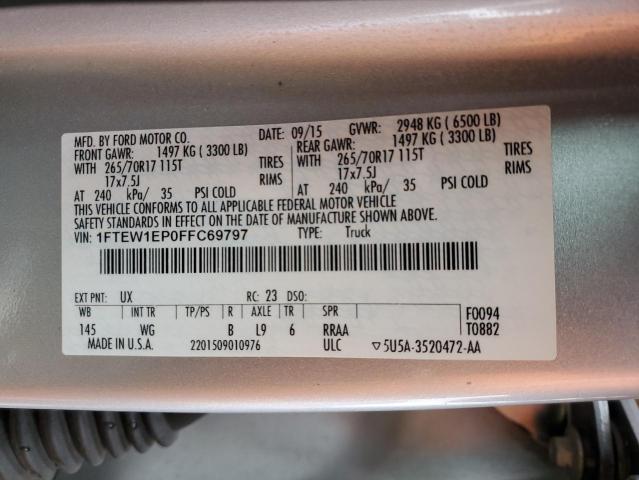 MFD. BY FORD MOTOR CO. DATE: 09/15 GVWR: 2948 KG ( 6500 LB)
FRONT GAWR: 1497 KG ( 3300 LB) REAR GAWR: 1497 KG ( 3300 LB)
WITH 265/70R17 115T TIRES WITH 265/70R17 115T TIRES
17x7.5J RIMS 17x7.5J RIMS
AT 240 kPa/ 35 PSI COLD AT 240 kPa/ 35 PSI COLD
THIS VEHICLE CONFORMS TO ALL APPLICABLE FEDERAL MOTOR VEHICLE
SAFETY STANDARDS IN EFFECT ON THE DATE OF MANUFACTURE SHOWN ABOVE.
VIN: 1FTEW1EP0FFC69797 TYPE: Truck
EXT PNT: UX RC: 23 DSO:
WB INT TR TP/PS R AXLE TR SPR F0094
145 WG B L9 6 RRAA T0882
MADE IN U.S.A. 2201509010976 ULC ▽5U5A-3520472-AA